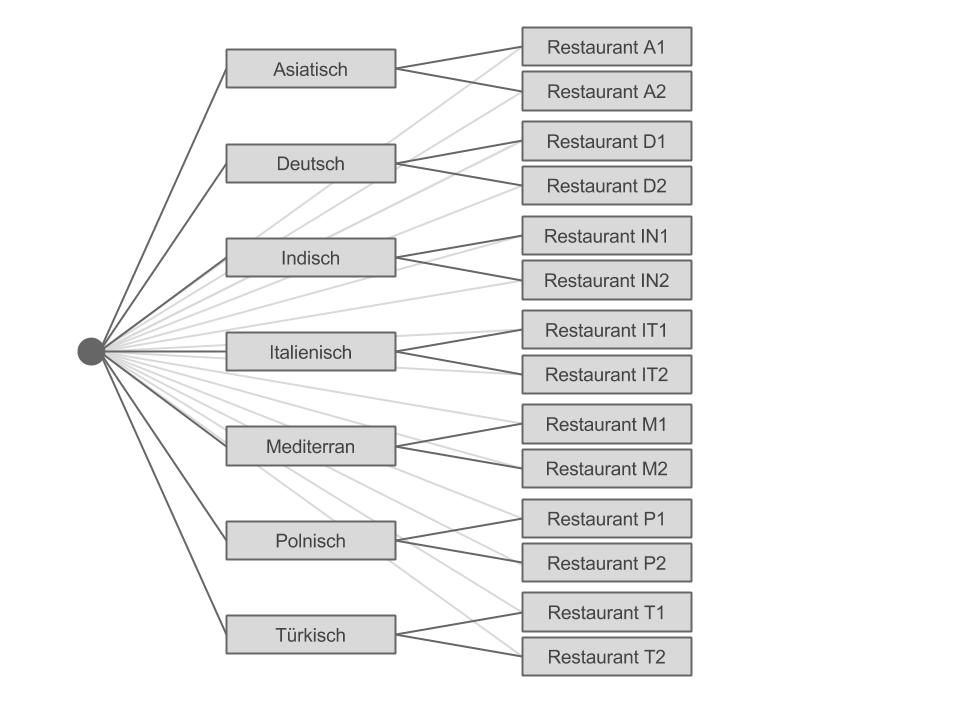 Asiatisch
Restaurant A1
Restaurant A2
Deutsch
Restaurant D1
Restaurant D2
Indisch
Restaurant IN1
Restaurant IN2
Italienisch
Restaurant IT1
Restaurant IT2
Mediterran
Restaurant M1
Restaurant M2
Polnisch
Restaurant P1
Restaurant P2
Türkisch
Restaurant T1
Restaurant T2